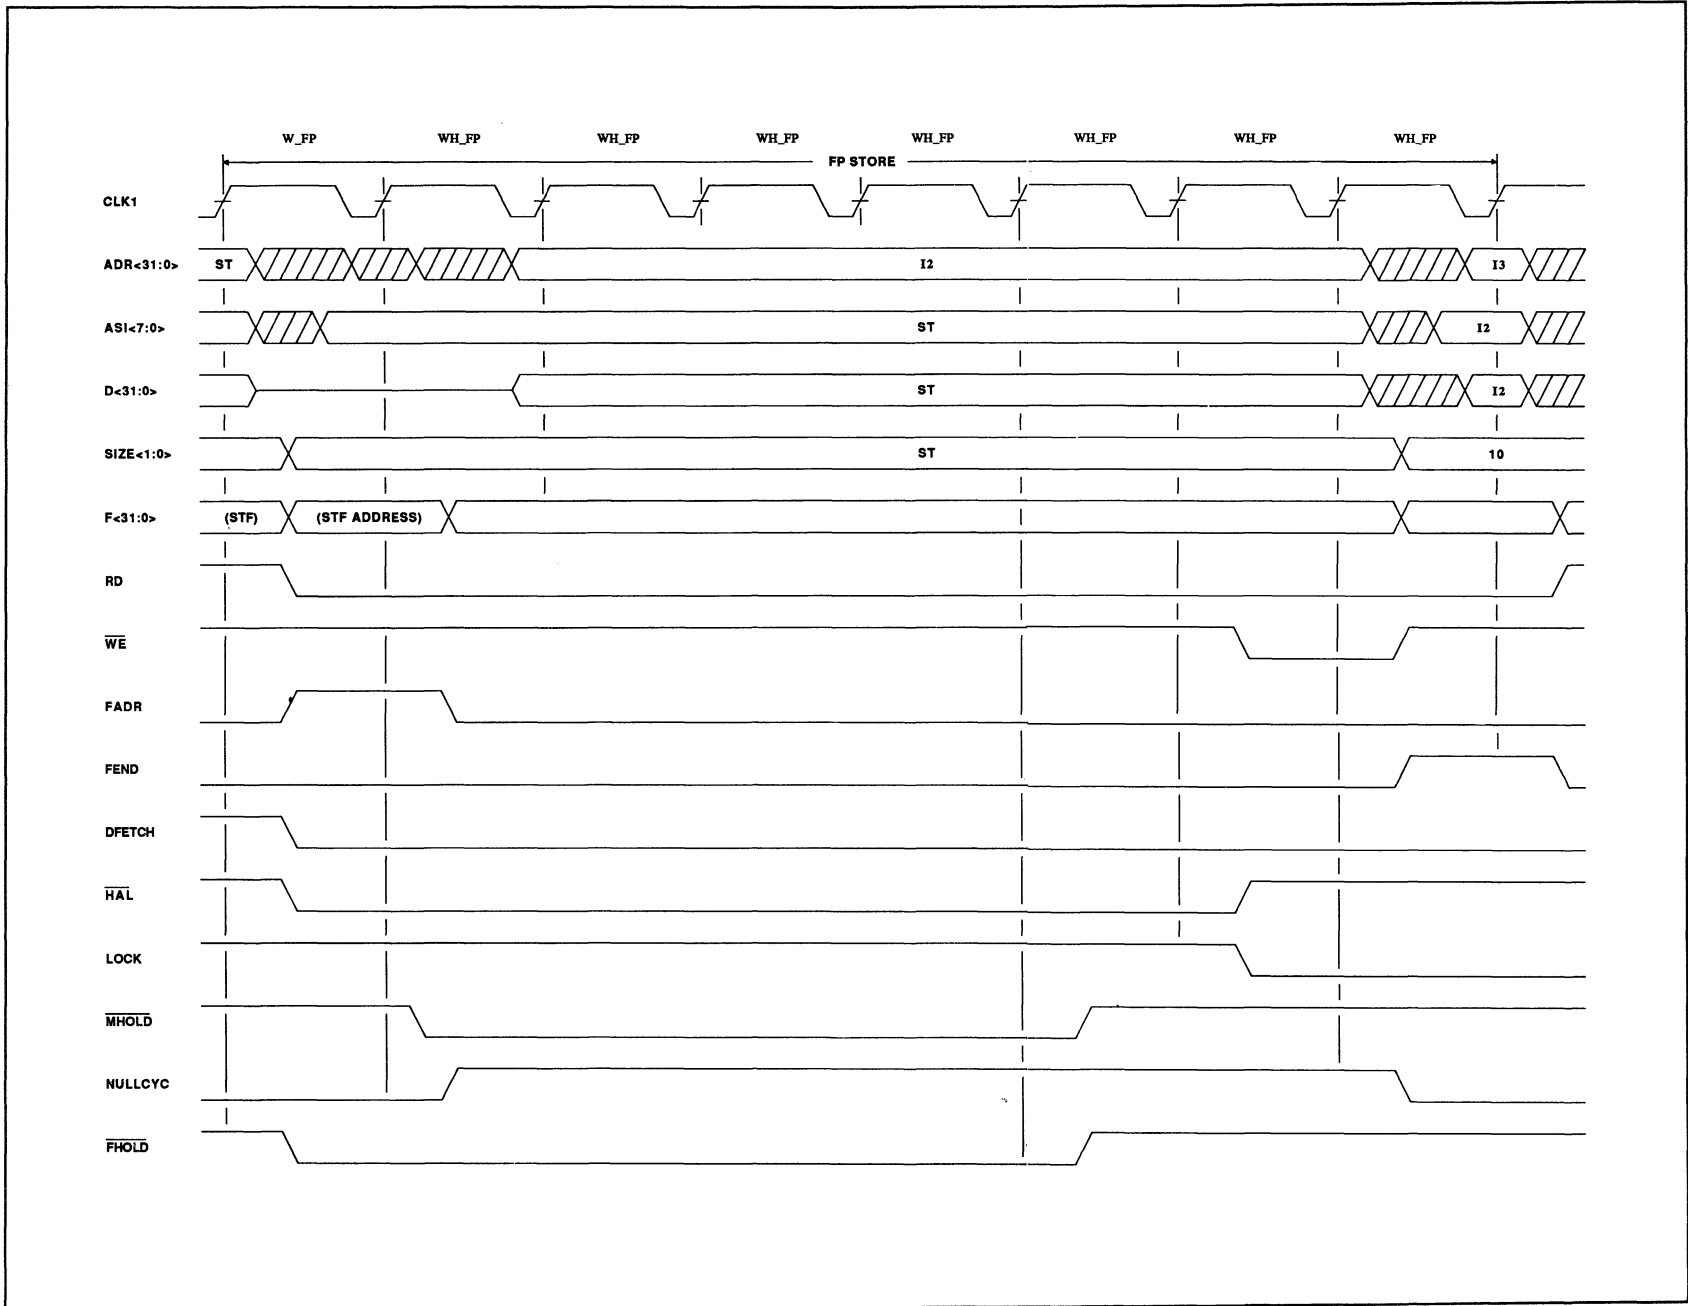 W_FP WH_FP WH_FP WH_FP WH_FP WH_FP WH_FP WH_FP
FP STORE
CLK1
ADR<31:0> ST I2 I3
ASI<7:0> ST I2
D<31:0> ST I2
SIZE<1:0> ST 10
F<31:0> (STF) (STF ADDRESS)
RD
WE
FADR
FEND
DFETCH
HAL
LOCK
MHOLD
NULLCYC
FHOLD